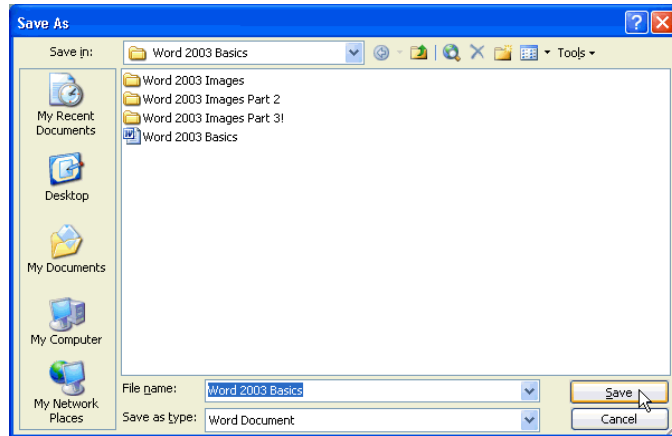 Save As
Save in:
Word 2003 Basics
Tools
My Recent
Documents
Desktop
My Documents
My Computer
My Network
Places
Word 2003 Images
Word 2003 Images Part 2
Word 2003 Images Part 3!
Word 2003 Basics
File name:
Word 2003 Basics
Save
Save as type:
Word Document
Cancel